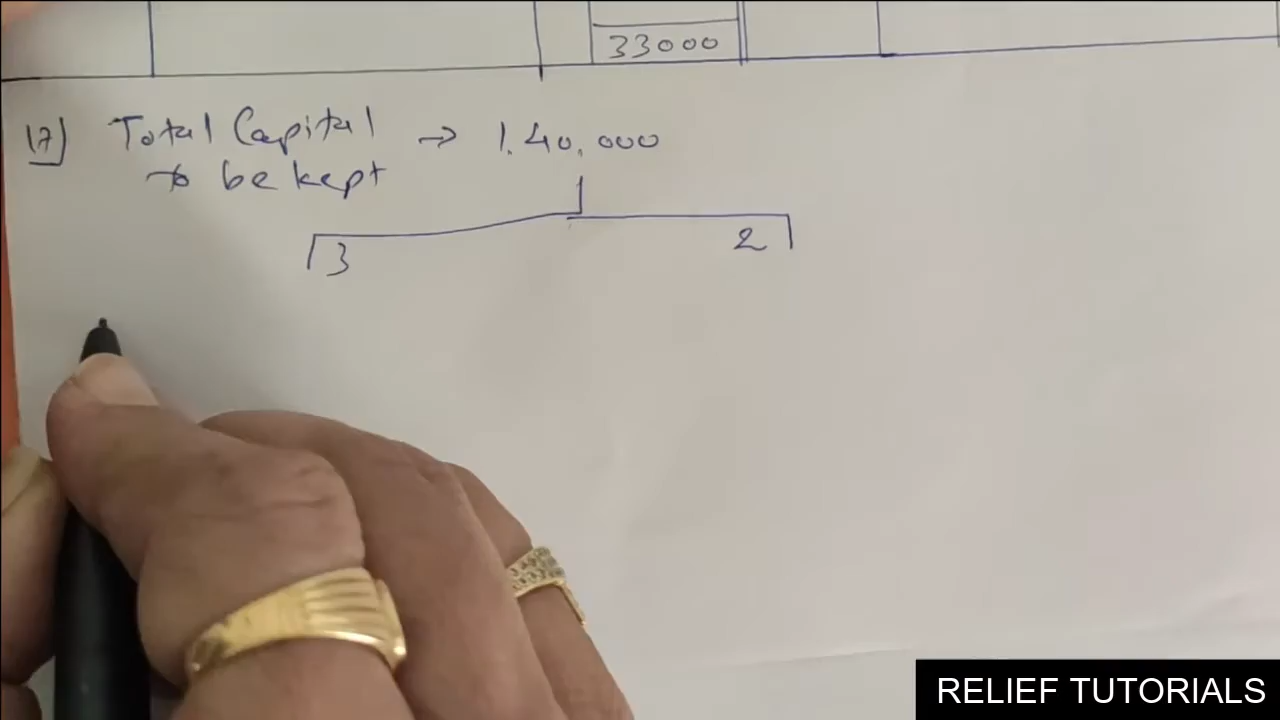 33000
17] Total Capital → 1.40,000
to be kept
3 2
RELIEF TUTORIALS